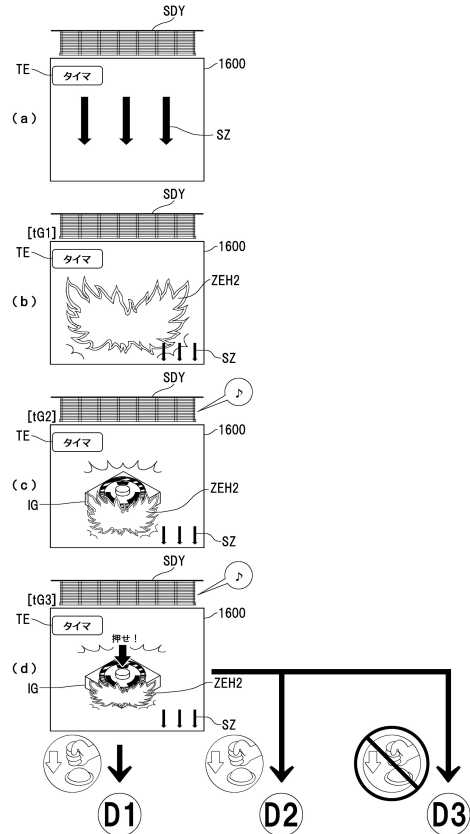 SDY
TE
タイマ
1600
(a)
SZ
SDY
[tG1]
1600
TE
タイマ
ZEH2
(b)
SZ
SDY
[tG2]
♪
1600
TE
タイマ
(c)
ZEH2
IG
SZ
SDY
[tG3]
♪
1600
TE
タイマ
押せ!
(d)
IG
ZEH2
SZ
D1 D2 D3